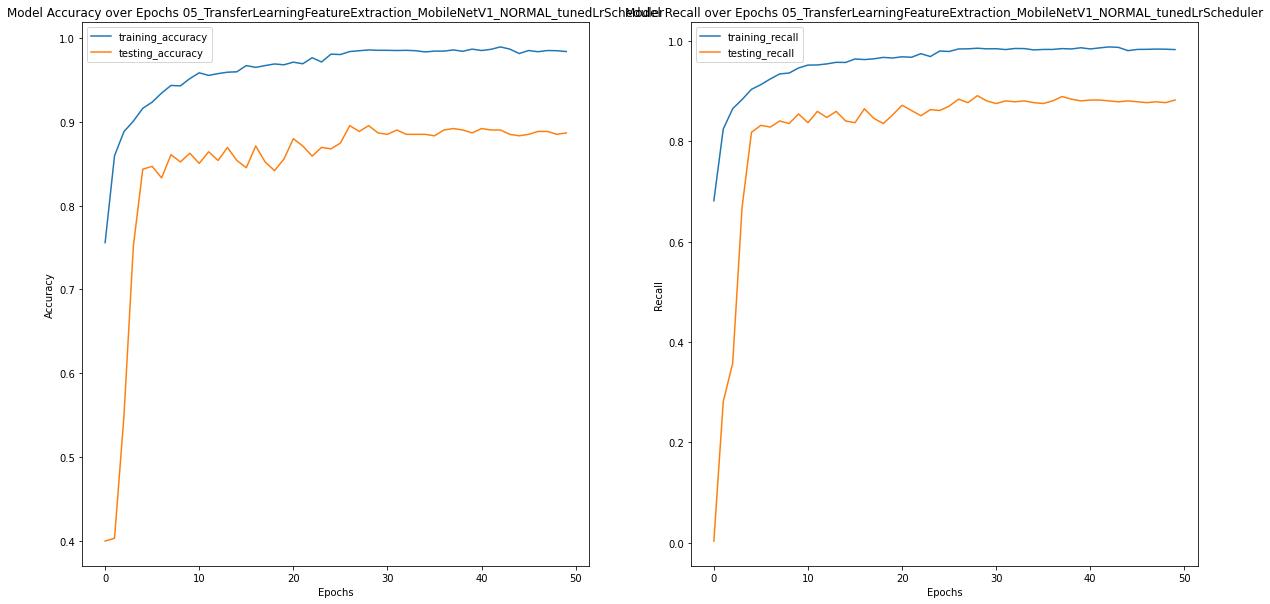 Model Accuracy over Epochs 05_TransferLearningFeatureExtraction_MobileNetV1_NORMAL_tunedLrScheduler
training_accuracy
testing_accuracy
1.0
0.9
0.8
0.7
0.6
0.5
0.4
Accuracy
0
10
20
30
40
50
Epochs
Model Recall over Epochs 05_TransferLearningFeatureExtraction_MobileNetV1_NORMAL_tunedLrScheduler
training_recall
testing_recall
1.0
0.8
0.6
0.4
0.2
0.0
Recall
0
10
20
30
40
50
Epochs